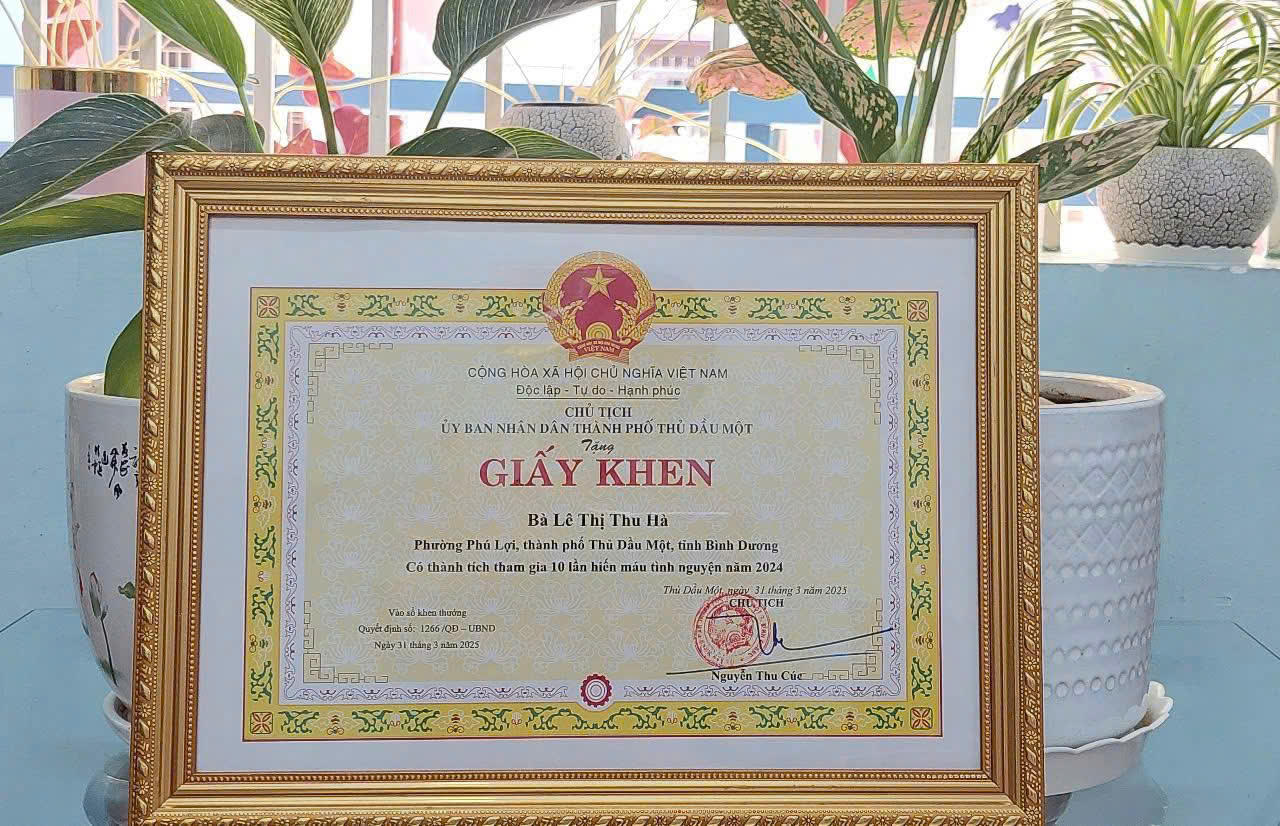 VIỆT NAM
CỘNG HÒA XÃ HỘI CHỦ NGHĨA VIỆT NAM
Độc lập - Tự do - Hạnh phúc
CHỦ TỊCH
ỦY BAN NHÂN DÂN THÀNH PHỐ THỦ DẦU MỘT
Tặng
GIẤY KHEN
Bà Lê Thị Thu Hà
Phường Phú Lợi, thành phố Thủ Dầu Một, tỉnh Bình Dương
Có thành tích tham gia 10 lần hiến máu tình nguyện năm 2024
Thủ Dầu Một, ngày 31 tháng 3 năm 2025
CHỦ TỊCH
Vào sổ khen thưởng
Quyết định số: 1266 /QĐ – UBND
Ngày 31 tháng 3 năm 2025
Nguyễn Thu Cúc